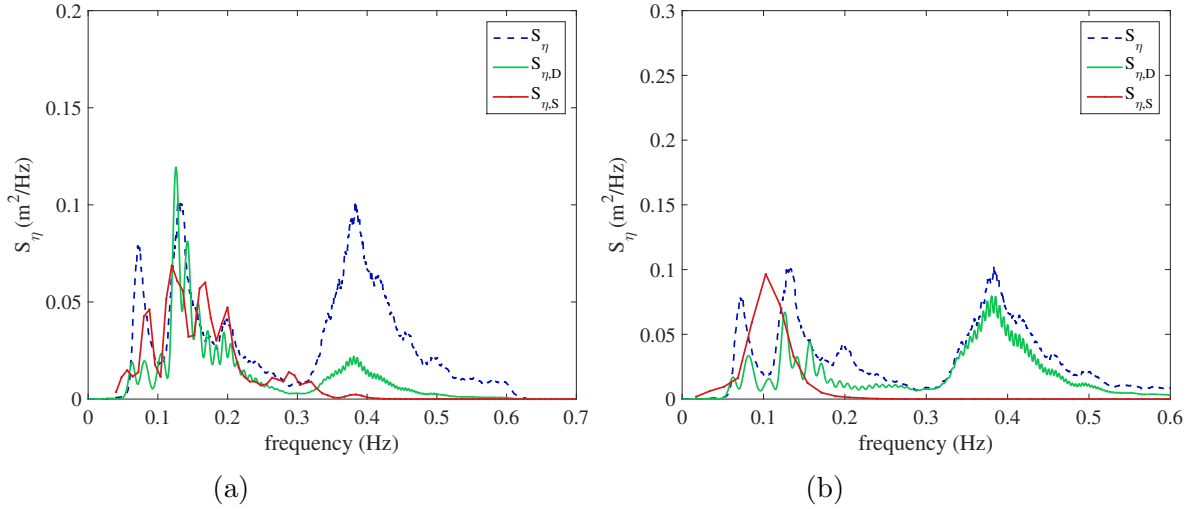 0.2
0.15
0.1
0.05
0
S_η (m²/Hz)
0 0.1 0.2 0.3 0.4 0.5 0.6 0.7
frequency (Hz)
S_η
S_η,D
S_η,S
(a)
0.3
0.25
0.2
0.15
0.1
0.05
0
S_η (m²/Hz)
0 0.1 0.2 0.3 0.4 0.5 0.6
frequency (Hz)
S_η
S_η,D
S_η,S
(b)